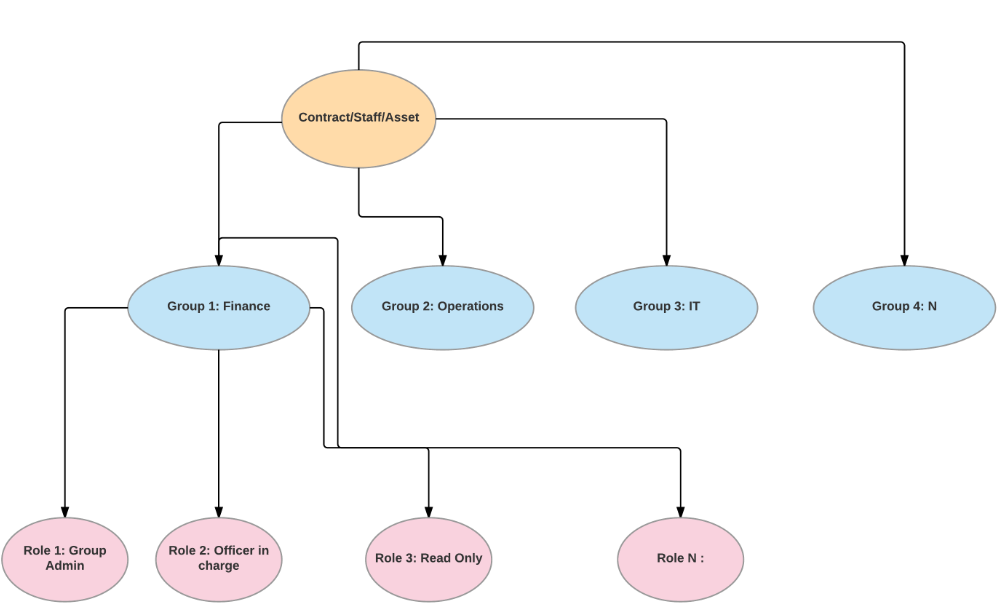 Contract/Staff/Asset
Group 1: Finance
Group 2: Operations
Group 3: IT
Group 4: N
Role 1: Group
Admin
Role 2: Officer in
charge
Role 3: Read Only
Role N :